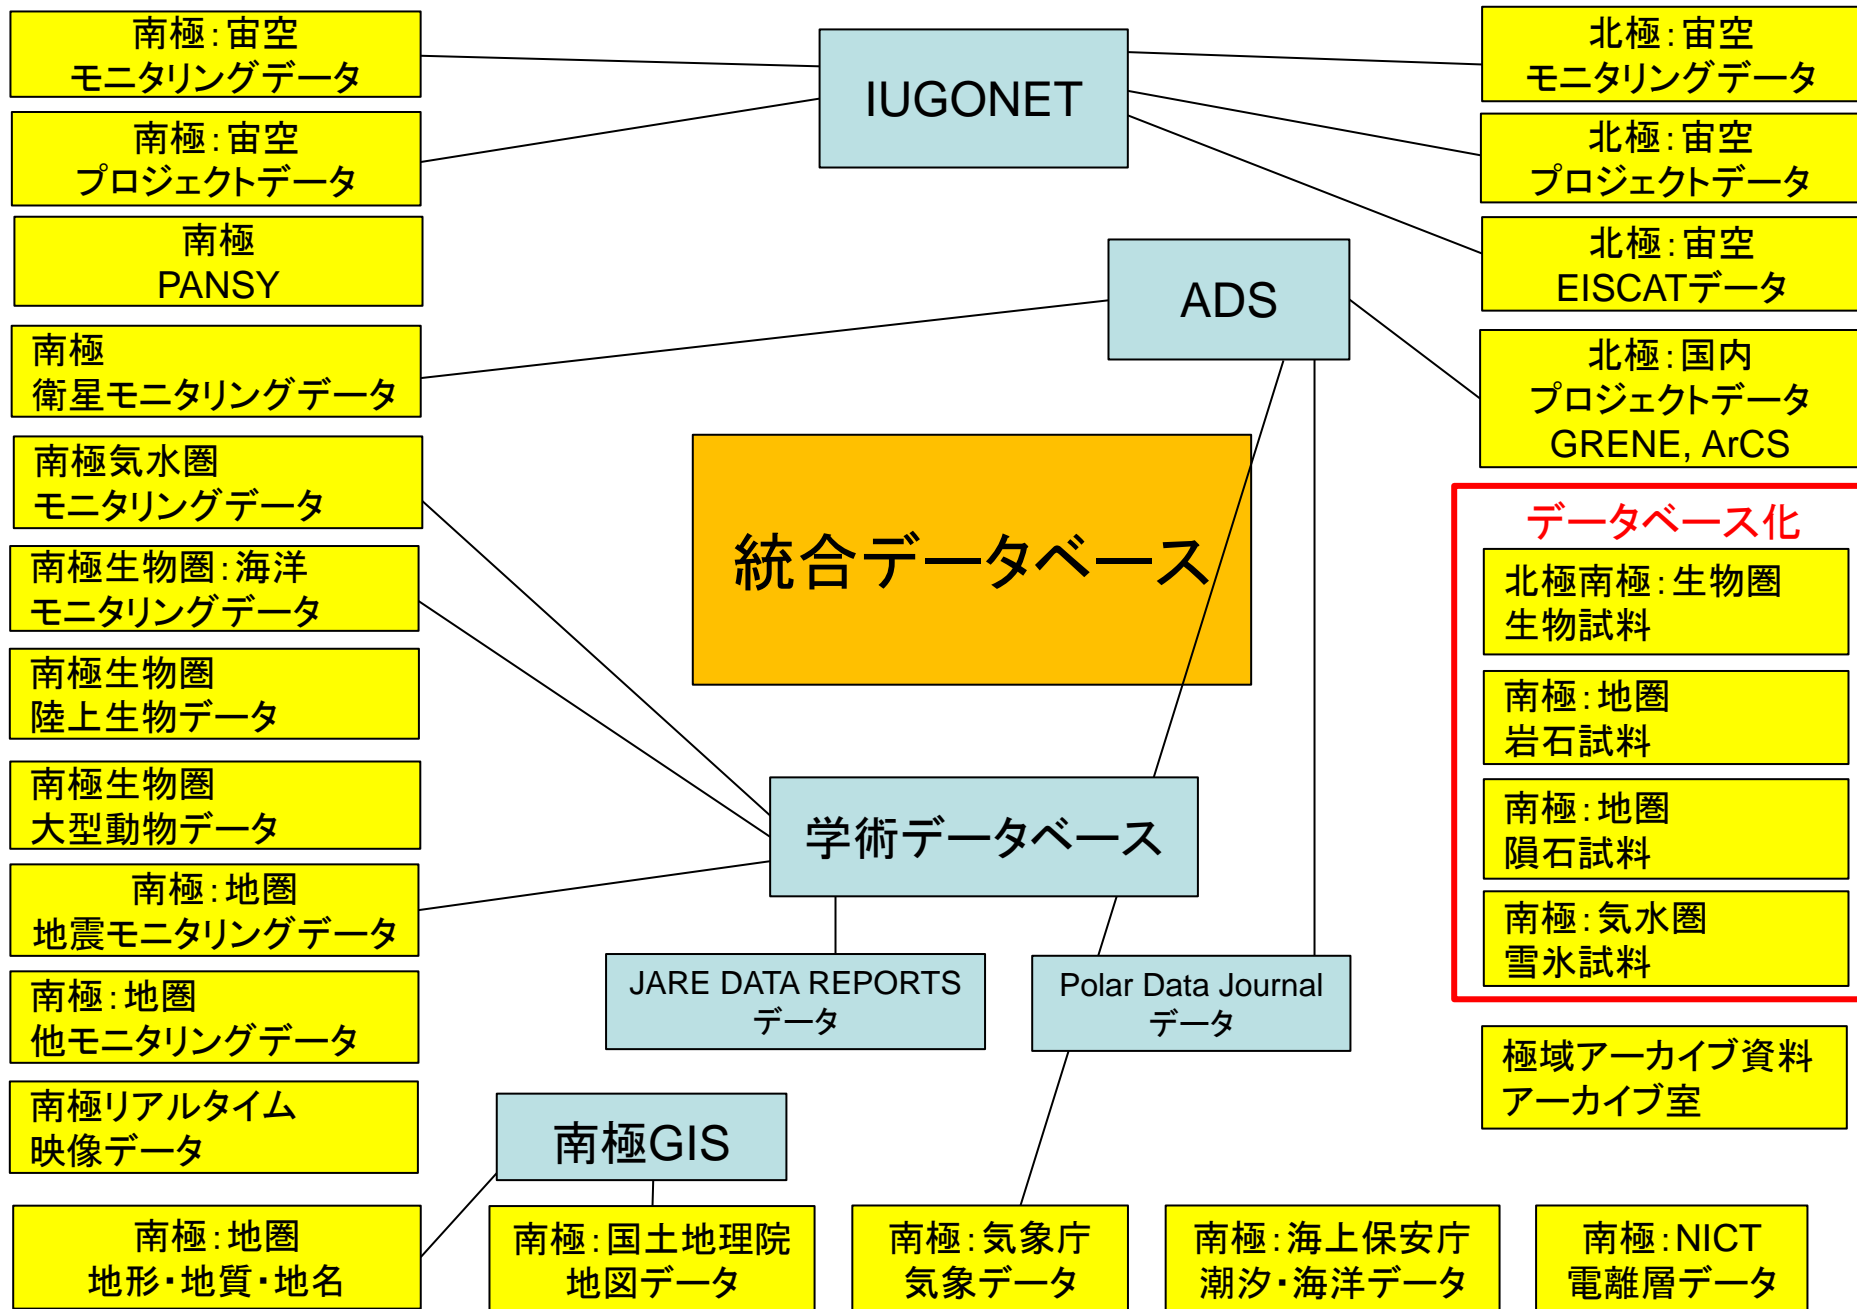 南極：宙空
モニタリングデータ
南極：宙空
プロジェクトデータ
南極
PANSY
南極
衛星モニタリングデータ
南極気水圏
モニタリングデータ
南極生物圏：海洋
モニタリングデータ
南極生物圏
陸上生物データ
南極生物圏
大型動物データ
南極：地圏
地震モニタリングデータ
南極：地圏
他モニタリングデータ
南極リアルタイム
映像データ
南極：地圏
地形・地質・地名
IUGONET
ADS
統合データベース
学術データベース
JARE DATA REPORTS
データ
Polar Data Journal
データ
南極GIS
南極：国土地理院
地図データ
南極：気象庁
気象データ
南極：海上保安庁
潮汐・海洋データ
南極：NICT
電離層データ
北極：宙空
モニタリングデータ
北極：宙空
プロジェクトデータ
北極：宙空
EISCATデータ
北極：国内
プロジェクトデータ
GRENE, ArCS
データベース化
北極南極：生物圏
生物試料
南極：地圏
岩石試料
南極：地圏
隕石試料
南極：気水圏
雪氷試料
極域アーカイブ資料
アーカイブ室